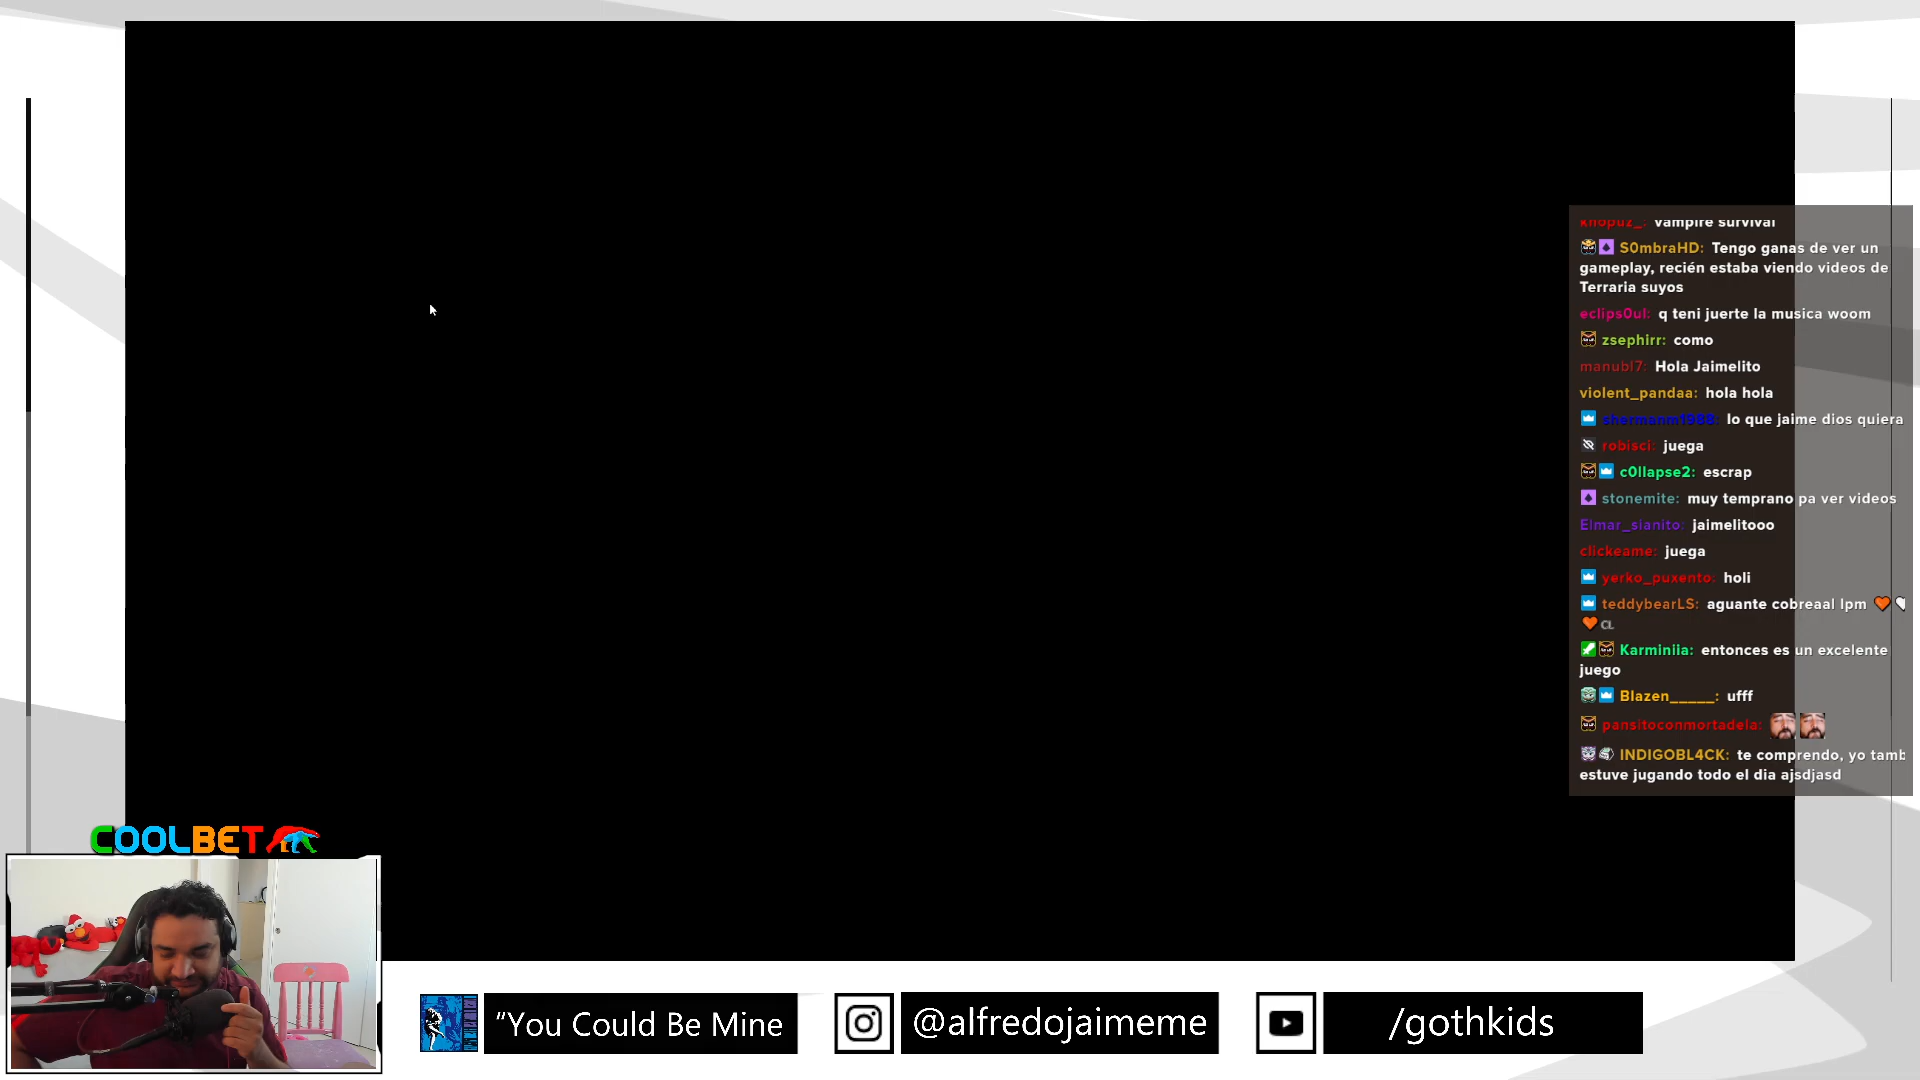 knopuz_: vampire survival
S0mbraHD: Tengo ganas de ver un
gameplay, recién estaba viendo videos de
Terraria suyos
eclips0ul: q teni juerte la musica woom
zsephirr: como
manubl7: Hola Jaimelito
violent_pandaa: hola hola
shermanm1988: lo que jaime dios quiera
robisci: juega
c0llapse2: escrap
stonemite: muy temprano pa ver videos
Elmar_sianito: jaimelitooo
clickeame: juega
yerko_puxento: holi
teddybearLS: aguante cobreaal lpm
CL
Karminiia: entonces es un excelente
juego
Blazen_____: ufff
pansitoconmortadela:
INDIGOBL4CK: te comprendo, yo tamb
estuve jugando todo el dia ajsdjasd
COOLBET
"You Could Be Mine
@alfredojaimeme
/gothkids